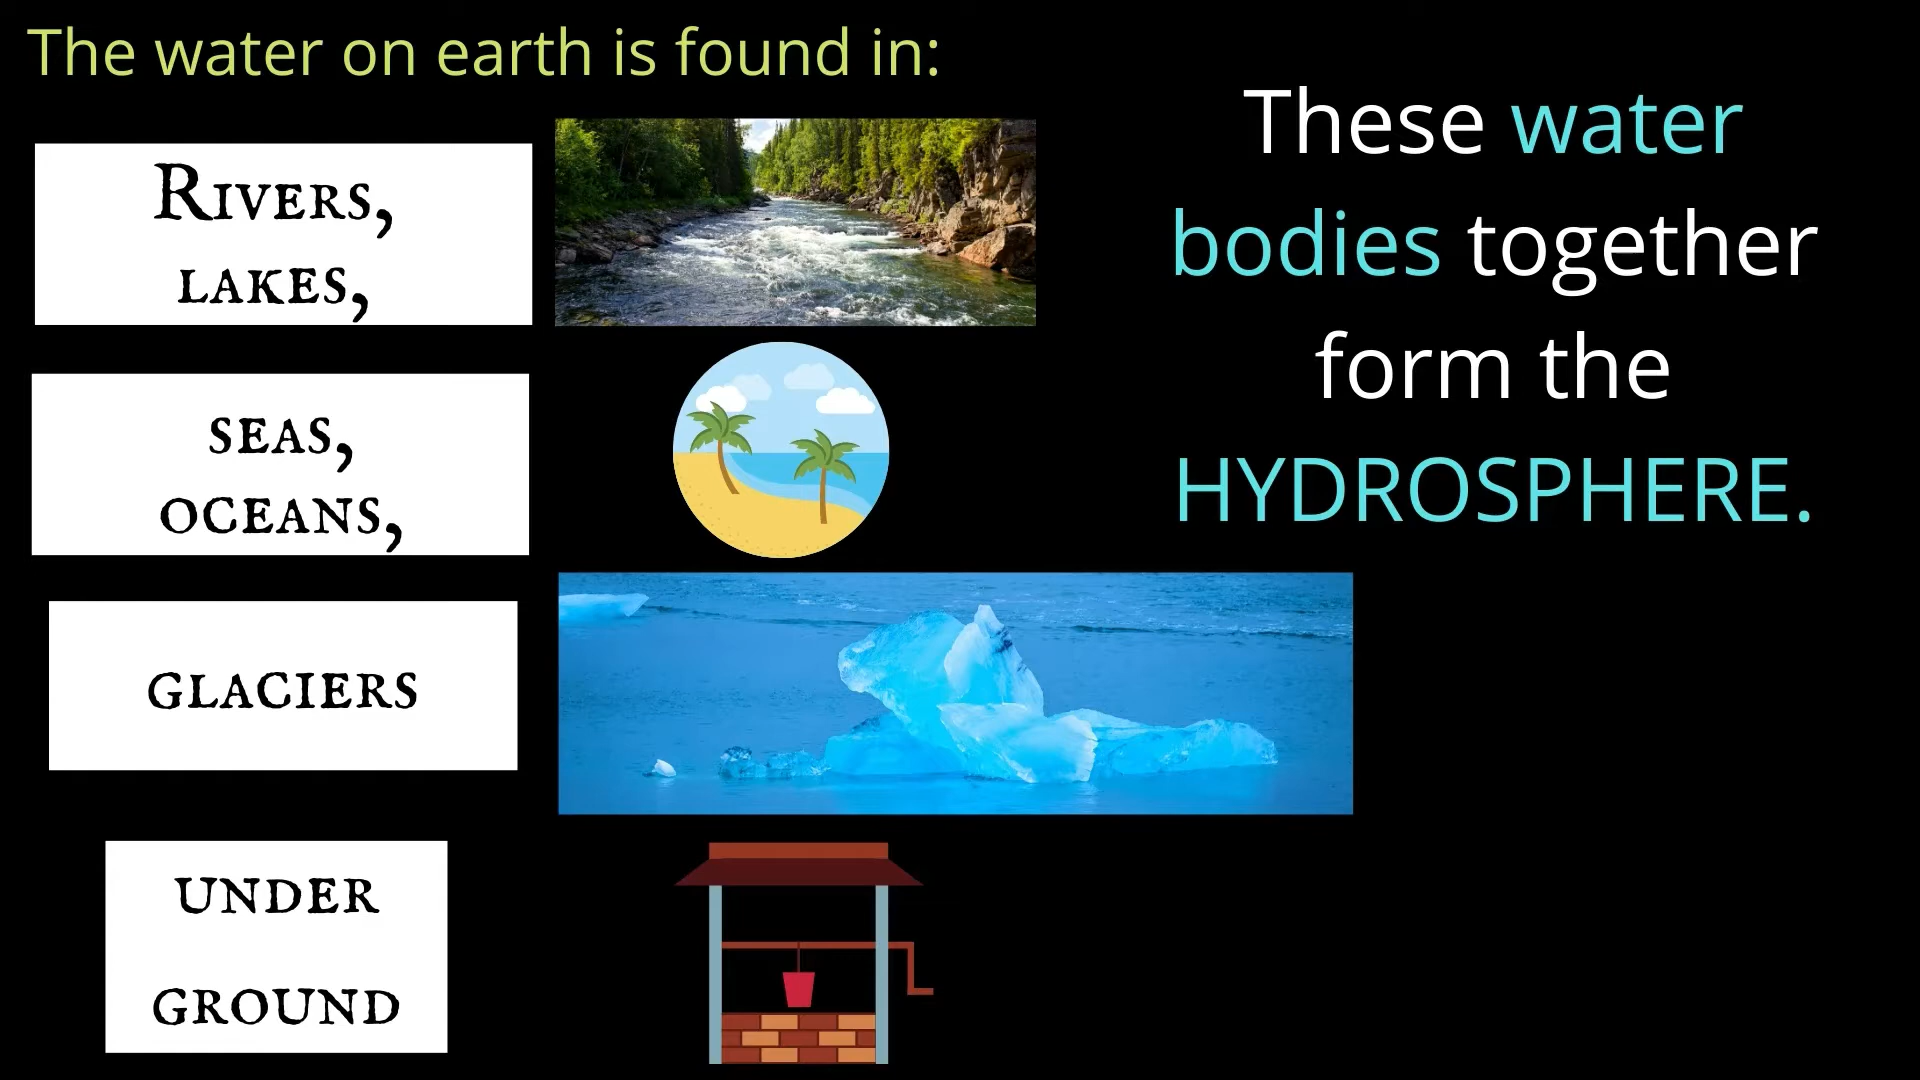 The water on earth is found in:
Rivers,
lakes,
seas,
oceans,
glaciers
under
ground
These water
bodies together
form the
HYDROSPHERE.